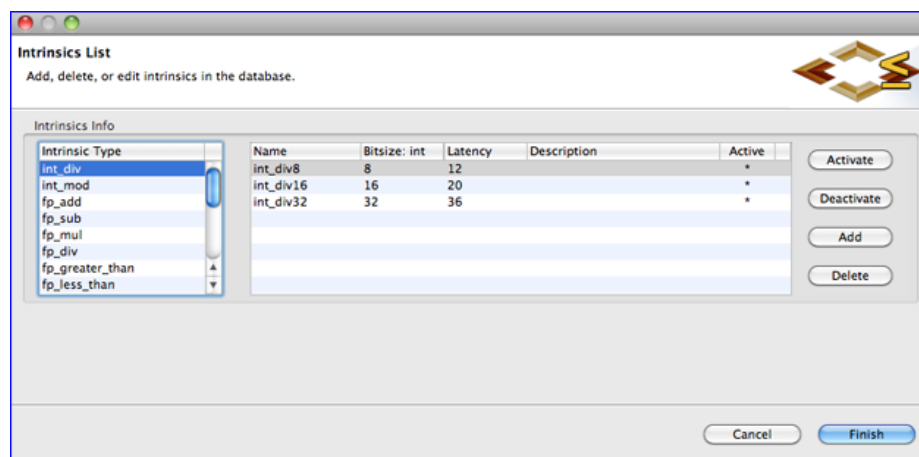 Intrinsics List
Add, delete, or edit intrinsics in the database.
Intrinsics Info
Intrinsic Type
int_div
int_mod
fp_add
fp_sub
fp_mul
fp_div
fp_greater_than
fp_less_than
Name Bitsize: int Latency Description Active
int_div8 8 12 *
int_div16 16 20 *
int_div32 32 36 *
Activate
Deactivate
Add
Delete
Cancel
Finish